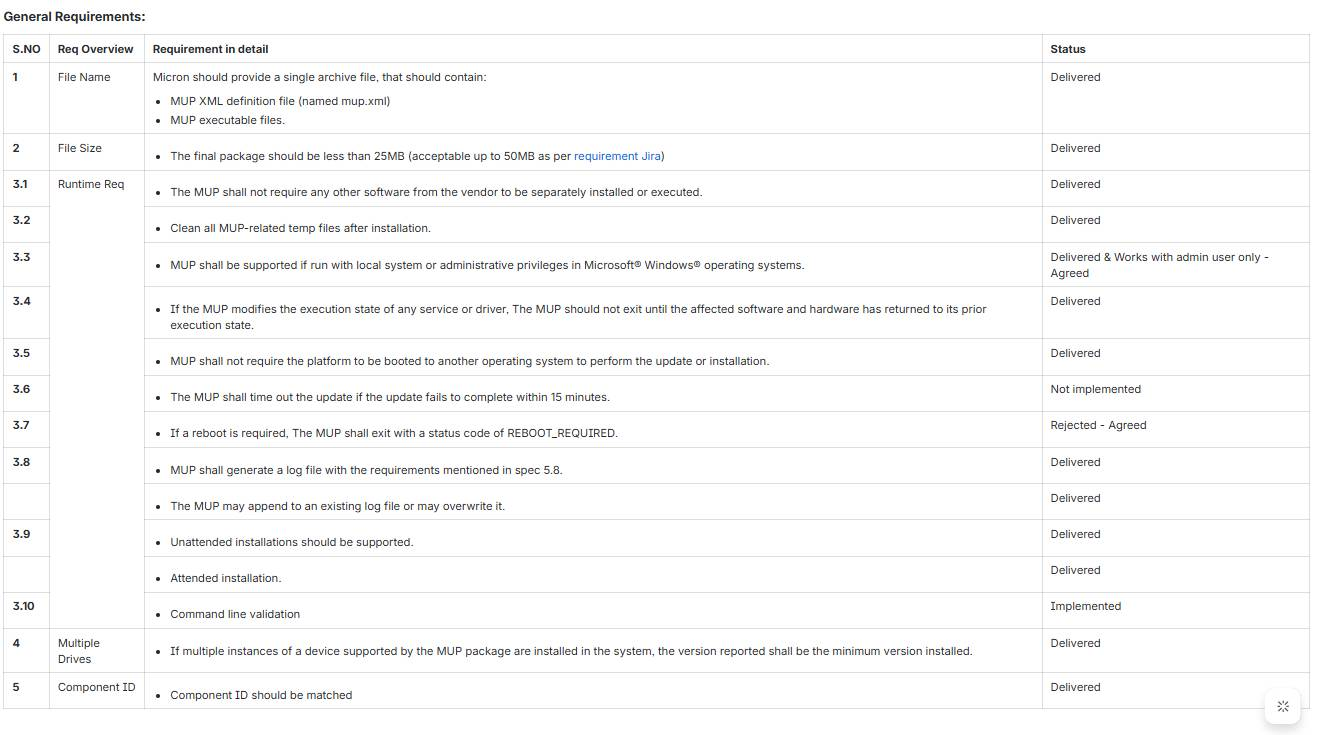 General Requirements:
S.NO Req Overview Requirement in detail Status
1 File Name Micron should provide a single archive file, that should contain: Delivered
• MUP XML definition file (named mup.xml)
• MUP executable files.
2 File Size • The final package should be less than 25MB (acceptable up to 50MB as per requirement Jira) Delivered
3.1 Runtime Req • The MUP shall not require any other software from the vendor to be separately installed or executed. Delivered
3.2 • Clean all MUP-related temp files after installation. Delivered
3.3 • MUP shall be supported if run with local system or administrative privileges in Microsoft® Windows® operating systems. Delivered & Works with admin user only -
Agreed
3.4 • If the MUP modifies the execution state of any service or driver, The MUP should not exit until the affected software and hardware has returned to its prior Delivered
execution state.
3.5 • MUP shall not require the platform to be booted to another operating system to perform the update or installation. Delivered
3.6 • The MUP shall time out the update if the update fails to complete within 15 minutes. Not implemented
3.7 • If a reboot is required, The MUP shall exit with a status code of REBOOT_REQUIRED. Rejected - Agreed
3.8 • MUP shall generate a log file with the requirements mentioned in spec 5.8. Delivered
• The MUP may append to an existing log file or may overwrite it. Delivered
3.9 • Unattended installations should be supported. Delivered
• Attended installation. Delivered
3.10 • Command line validation Implemented
4 Multiple • If multiple instances of a device supported by the MUP package are installed in the system, the version reported shall be the minimum version installed. Delivered
Drives
5 Component ID • Component ID should be matched Delivered